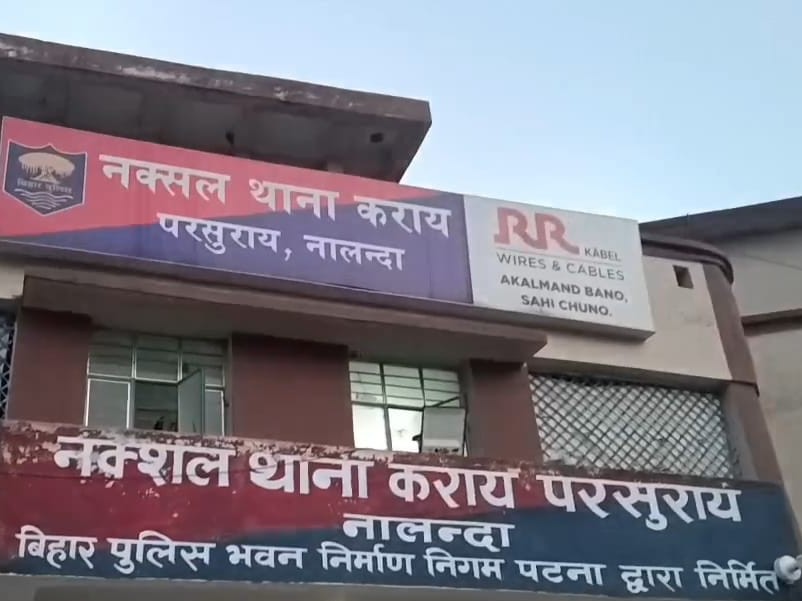 नक्सल थाना कराय
बिहार पुलिस
परसुराय, नालन्दा
RR
KABEL
WIRES & CABLES
AKALMAND BANO,
SAHI CHUNO.
नक्शल थाना कराय परसुराय
नालन्दा
बिहार पुलिस भवन निर्माण निगम पटना द्वारा निर्मित